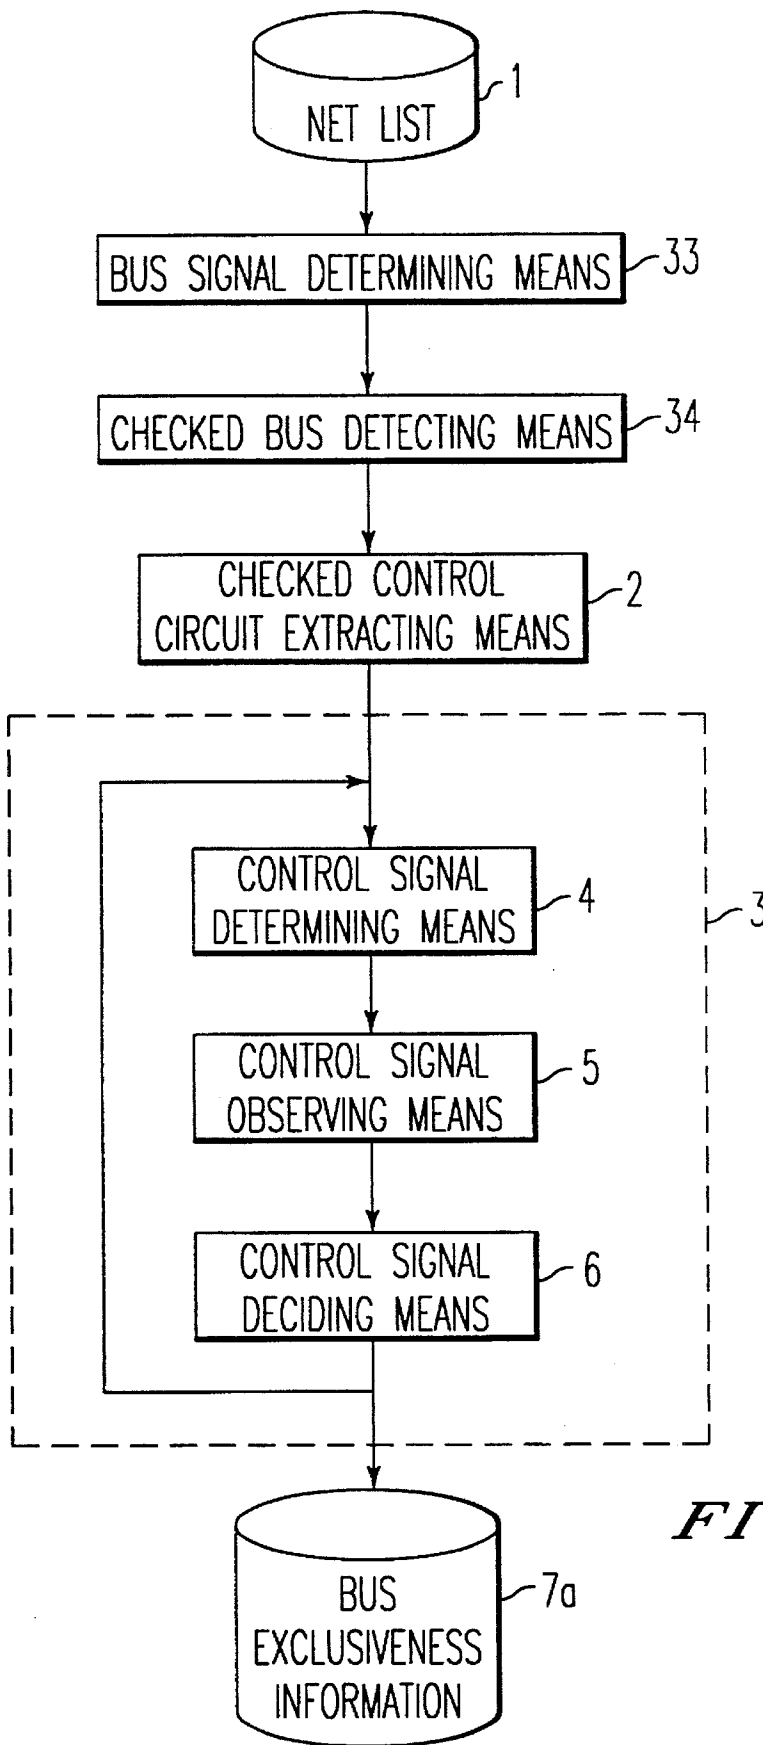 1
NET LIST
33
BUS SIGNAL DETERMINING MEANS
34
CHECKED BUS DETECTING MEANS
CHECKED CONTROL
CIRCUIT EXTRACTING MEANS
2
3
CONTROL SIGNAL
DETERMINING MEANS
4
CONTROL SIGNAL
OBSERVING MEANS
5
CONTROL SIGNAL
DECIDING MEANS
6
FI
7a
BUS
EXCLUSIVENESS
INFORMATION